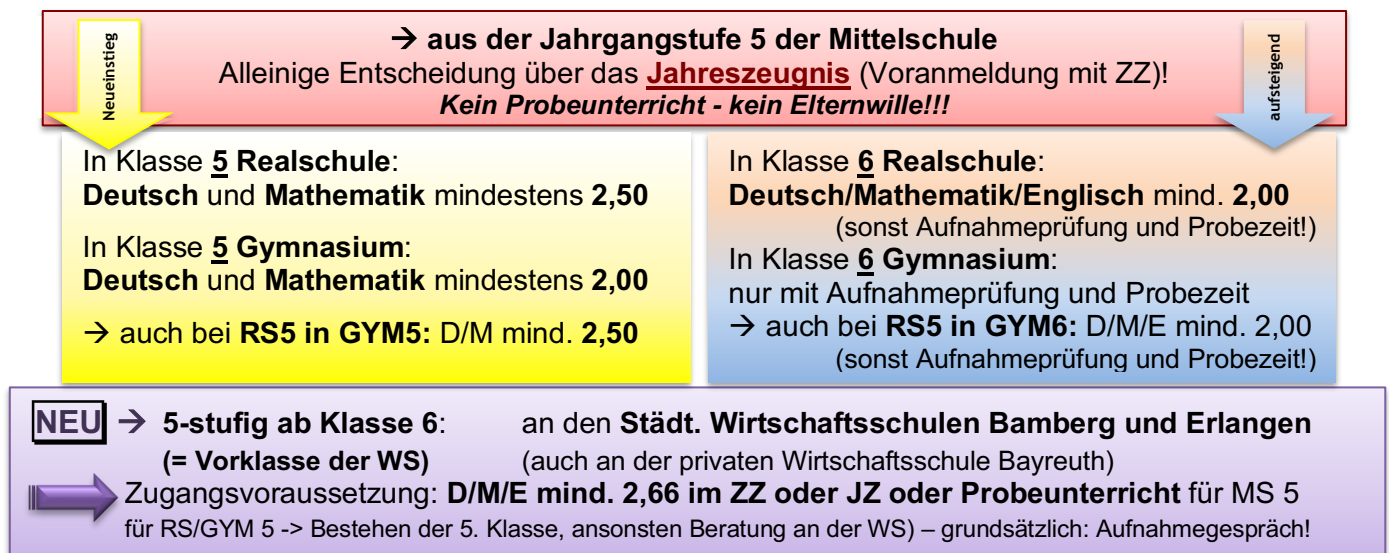 Neueinstieg
→ aus der Jahrgangstufe 5 der Mittelschule
Alleinige Entscheidung über das Jahreszeugnis (Voranmeldung mit ZZ)!
Kein Probeunterricht - kein Elternwille!!!
aufsteigend
In Klasse 5 Realschule:
Deutsch und Mathematik mindestens 2,50
In Klasse 5 Gymnasium:
Deutsch und Mathematik mindestens 2,00
→ auch bei RS5 in GYM5: D/M mind. 2,50
In Klasse 6 Realschule:
Deutsch/Mathematik/Englisch mind. 2,00
(sonst Aufnahmeprüfung und Probezeit!)
In Klasse 6 Gymnasium:
nur mit Aufnahmeprüfung und Probezeit
→ auch bei RS5 in GYM6: D/M/E mind. 2,00
(sonst Aufnahmeprüfung und Probezeit!)
NEU → 5-stufig ab Klasse 6: an den Städt. Wirtschaftsschulen Bamberg und Erlangen
(= Vorklasse der WS) (auch an der privaten Wirtschaftsschule Bayreuth)
Zugangsvoraussetzung: D/M/E mind. 2,66 im ZZ oder JZ oder Probeunterricht für MS 5
für RS/GYM 5 -> Bestehen der 5. Klasse, ansonsten Beratung an der WS) – grundsätzlich: Aufnahmegespräch!